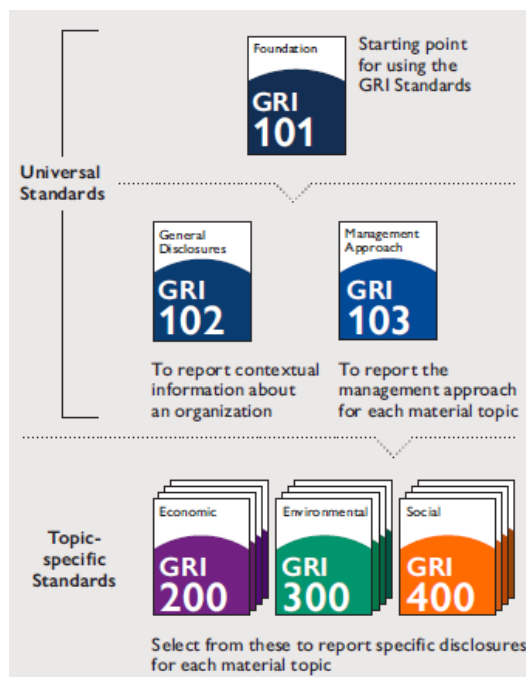 Foundation
GRI
101
Starting point
for using the
GRI Standards
Universal
Standards
General
Disclosures
GRI
102
Management
Approach
GRI
103
To report contextual
information about
an organization
To report the
management approach
for each material topic
Topic-
specific
Standards
Economic
GRI
200
Environmental
GRI
300
Social
GRI
400
Select from these to report specific disclosures
for each material topic